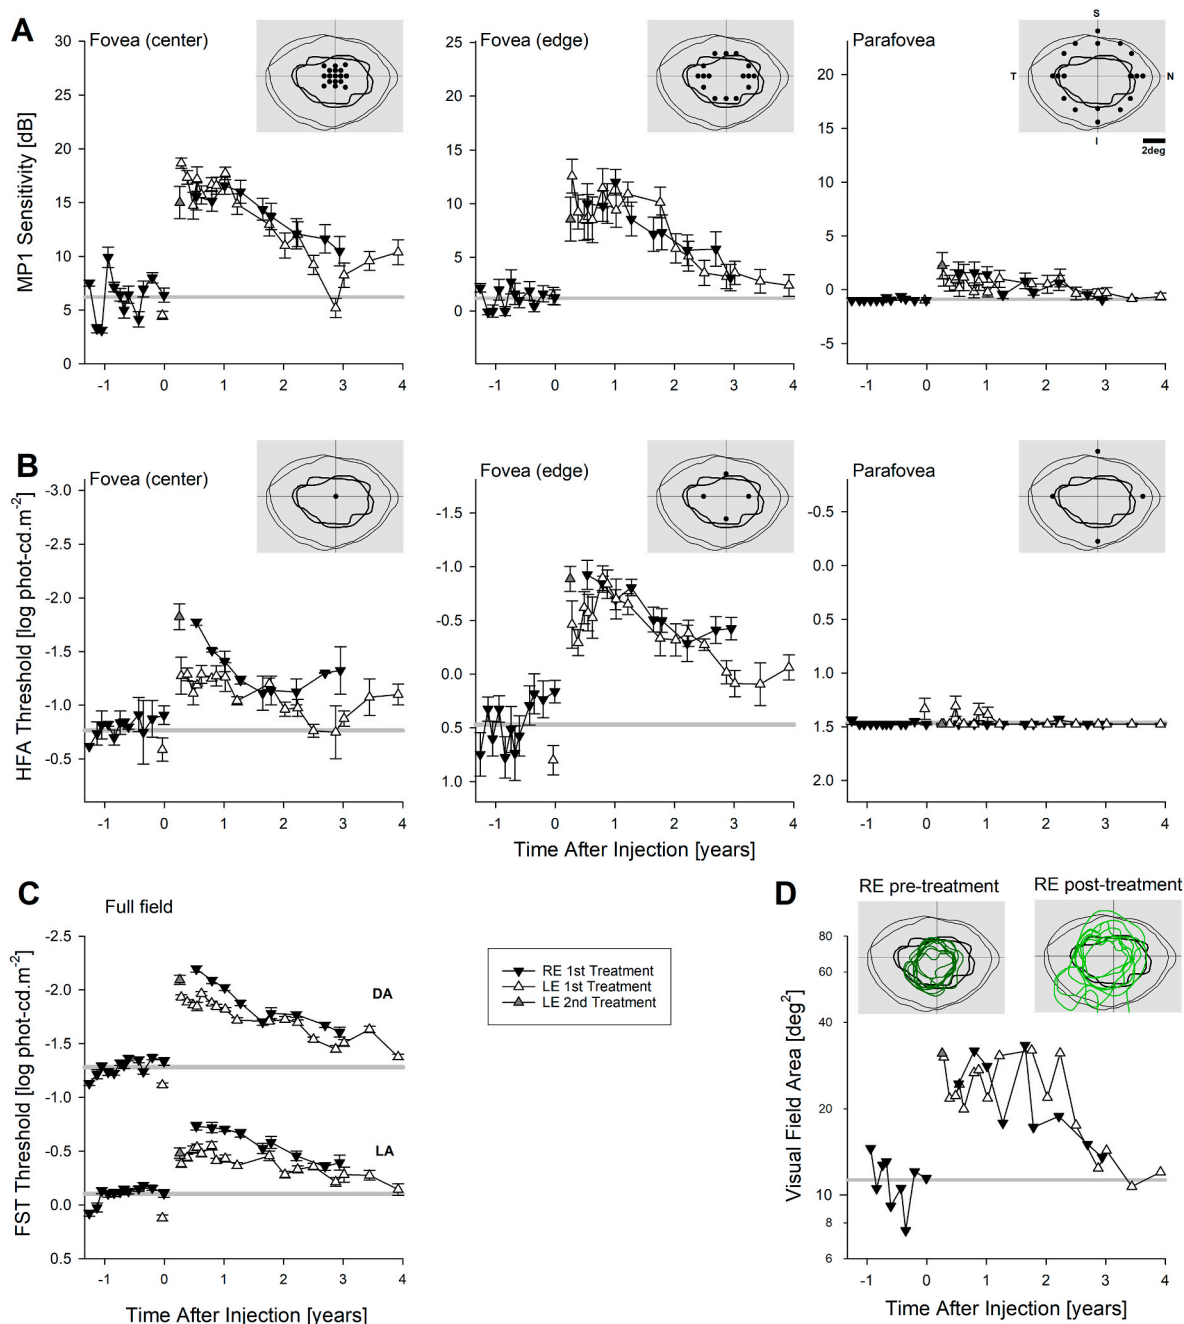 A
Fovea (center)
Fovea (edge)
Parafovea
S
T
N
I
2deg
MP1 Sensitivity [dB]
30
25
20
15
10
5
0
-1 0 1 2 3 4
25
20
15
10
5
0
-1 0 1 2 3 4
20
15
10
5
0
-5
-1 0 1 2 3 4
B
Fovea (center)
Fovea (edge)
Parafovea
HFA Threshold [log phot-cd.m-2]
-3.0
-2.5
-2.0
-1.5
-1.0
-0.5
-1 0 1 2 3 4
-1.5
-1.0
-0.5
0.0
0.5
1.0
-1 0 1 2 3 4
-0.5
0.0
0.5
1.0
1.5
2.0
-1 0 1 2 3 4
Time After Injection [years]
C
Full field
FST Threshold [log phot-cd.m-2]
-2.5
-2.0
-1.5
-1.0
-0.5
0.0
0.5
DA
LA
-1 0 1 2 3 4
Time After Injection [years]
RE 1st Treatment
LE 1st Treatment
LE 2nd Treatment
D
RE pre-treatment
RE post-treatment
Visual Field Area [deg2]
80
60
40
20
10
8
6
-1 0 1 2 3 4
Time After Injection [years]